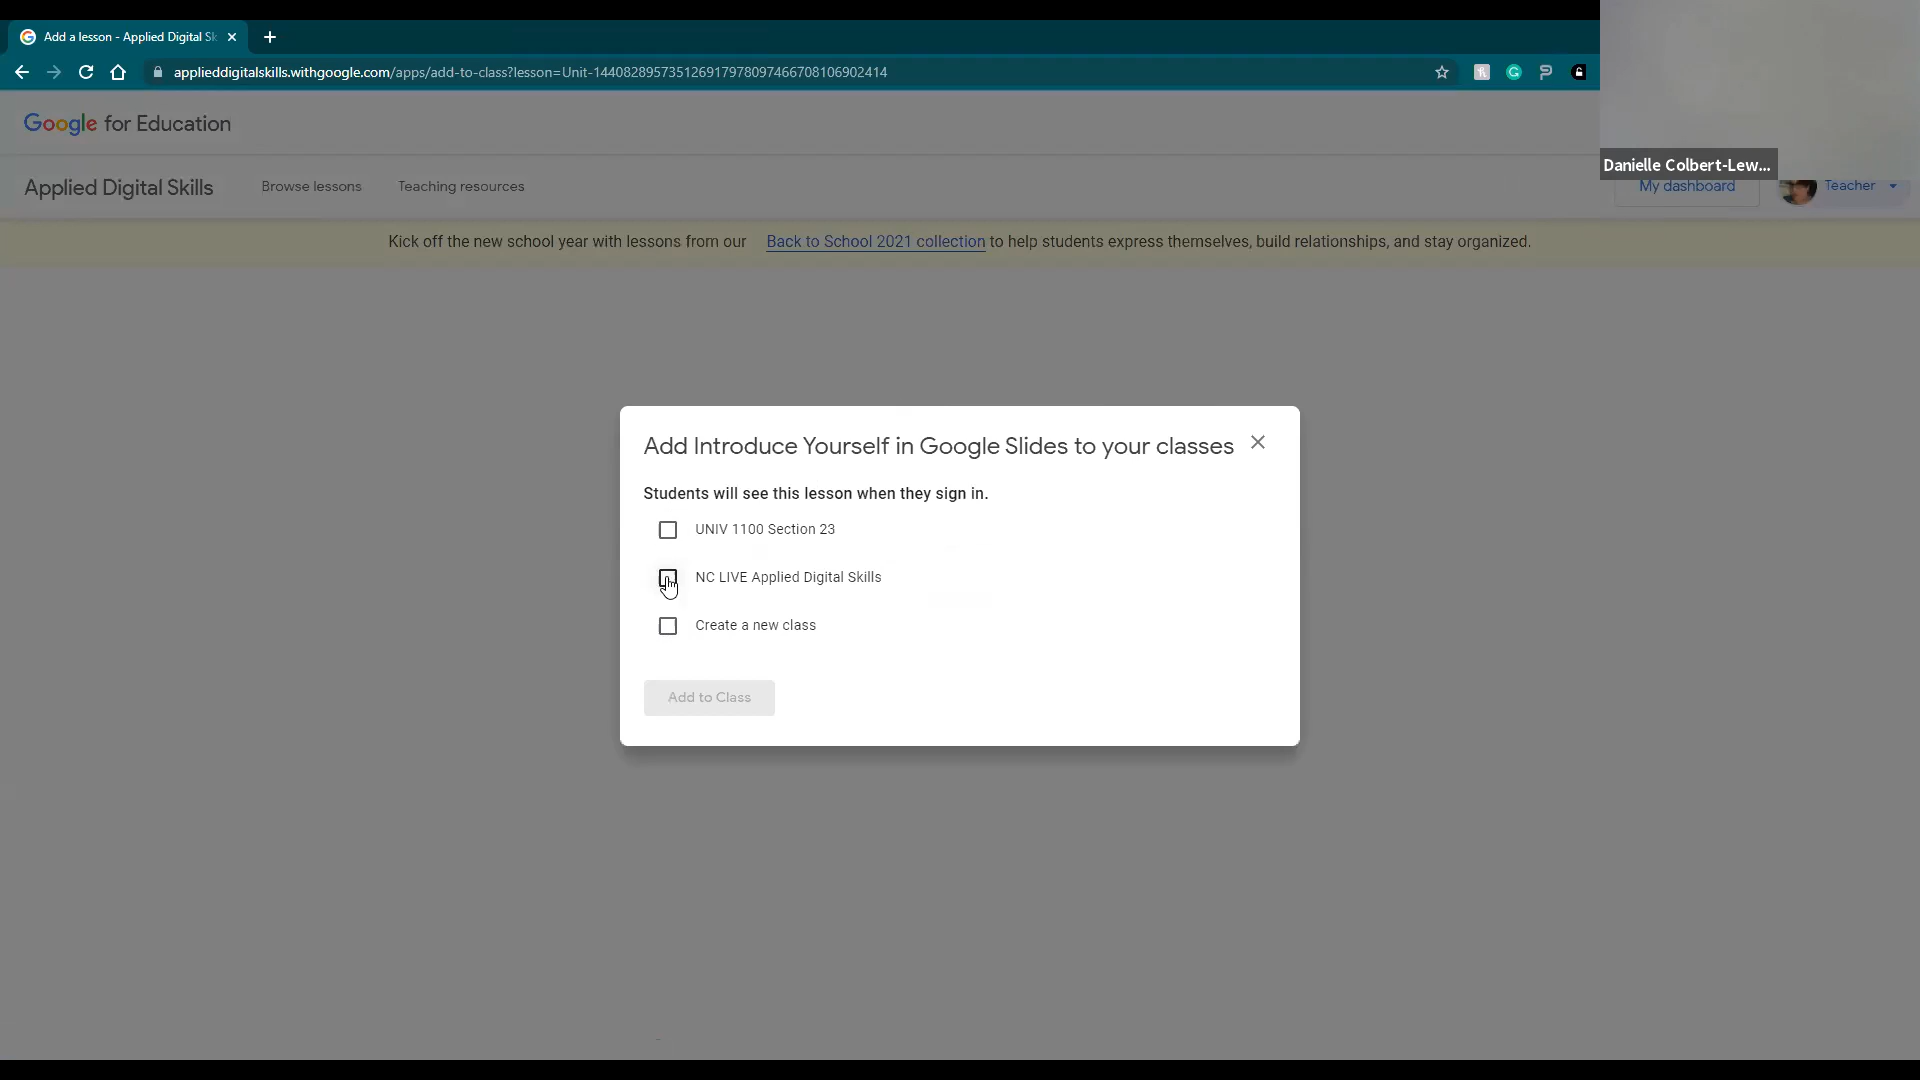 Add a lesson - Applied Digital Sk
applieddigitalskills.withgoogle.com/apps/add-to-class?lesson=Unit-14408289573512691797809746670810690​2414
Google for Education
Danielle Colbert-Lew...
Applied Digital Skills Browse lessons Teaching resources My dashboard Teacher
Kick off the new school year with lessons from our Back to School 2021 collection to help students express themselves, build relationships, and stay organized.
Add Introduce Yourself in Google Slides to your classes
Students will see this lesson when they sign in.
UNIV 1100 Section 23
NC LIVE Applied Digital Skills
Create a new class
Add to Class